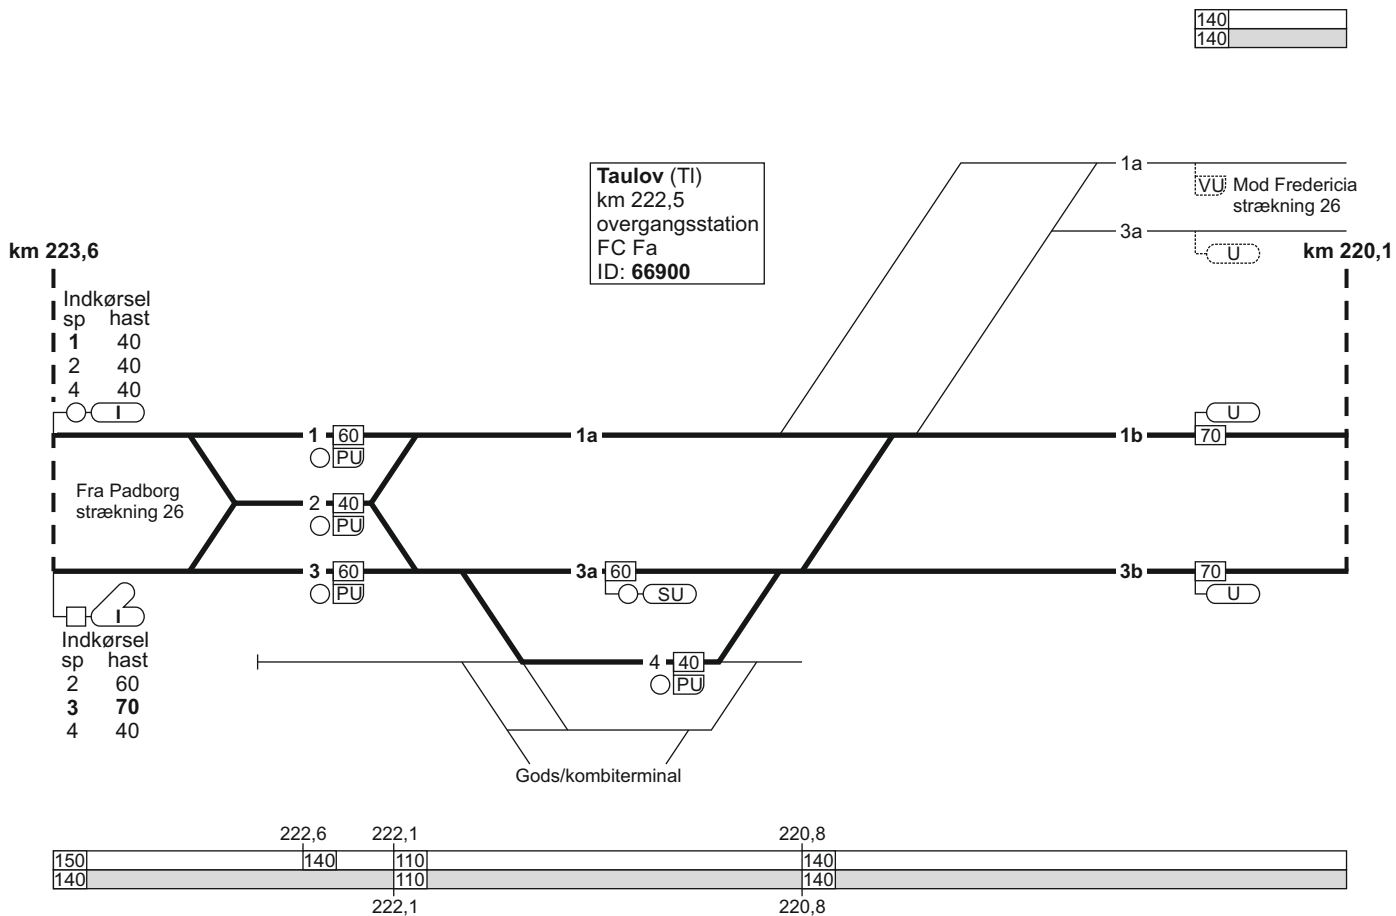 140
140
Taulov (Tl)
km 222,5
overgangsstation
FC Fa
ID: 66900
1a
VU Mod Fredericia
strækning 26
3a
U
km 223,6
km 220,1
Indkørsel
sp hast
1 40
2 40
4 40
I
U
1 60
1a
1b
70
PU
Fra Padborg
strækning 26
2 40
PU
3 60
3a 60
3b
70
PU
SU
U
I
Indkørsel
sp hast
2 60
3 70
4 40
4 40
PU
Gods/kombiterminal
222,6 222,1 220,8
150 140 110 140
140 110 140
222,1 220,8